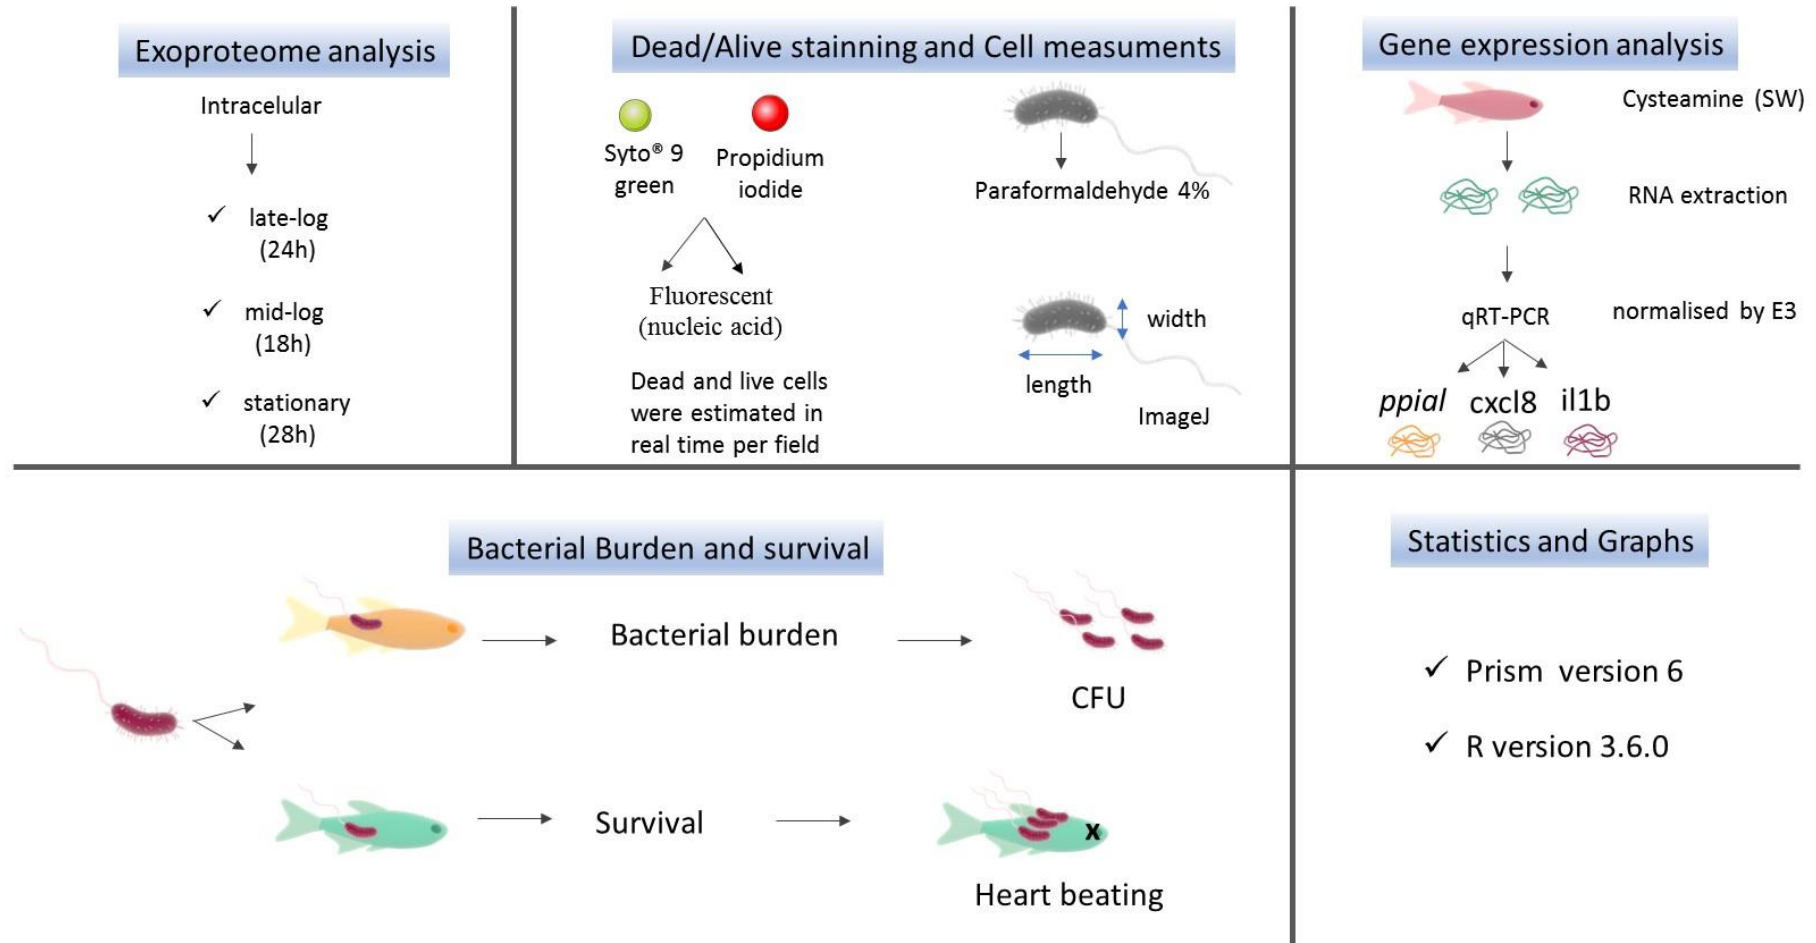 Exoproteome analysis
Intracelular
late-log
(24h)
mid-log
(18h)
stationary
(28h)
Dead/Alive stainning and Cell measuments
Syto® 9
green
Propidium
iodide
Fluorescent
(nucleic acid)
Dead and live cells
were estimated in
real time per field
Paraformaldehyde 4%
width
length
ImageJ
Gene expression analysis
Cysteamine (SW)
RNA extraction
qRT-PCR
normalised by E3
ppial
cxcl8
il1b
Bacterial Burden and survival
Bacterial burden
CFU
Survival
x
Heart beating
Statistics and Graphs
Prism version 6
R version 3.6.0